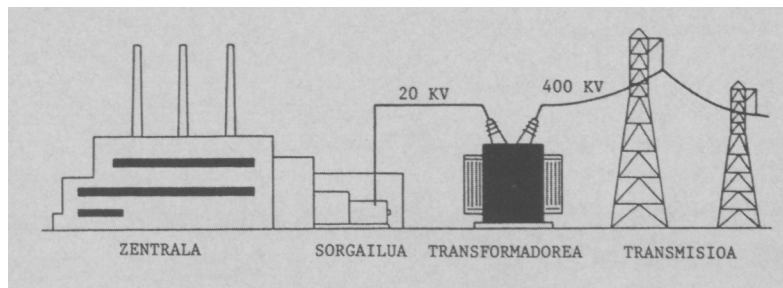 20 KV
400 KV
ZENTRALA
SORGAILUA
TRANSFORMADOREA
TRANSMISIOA